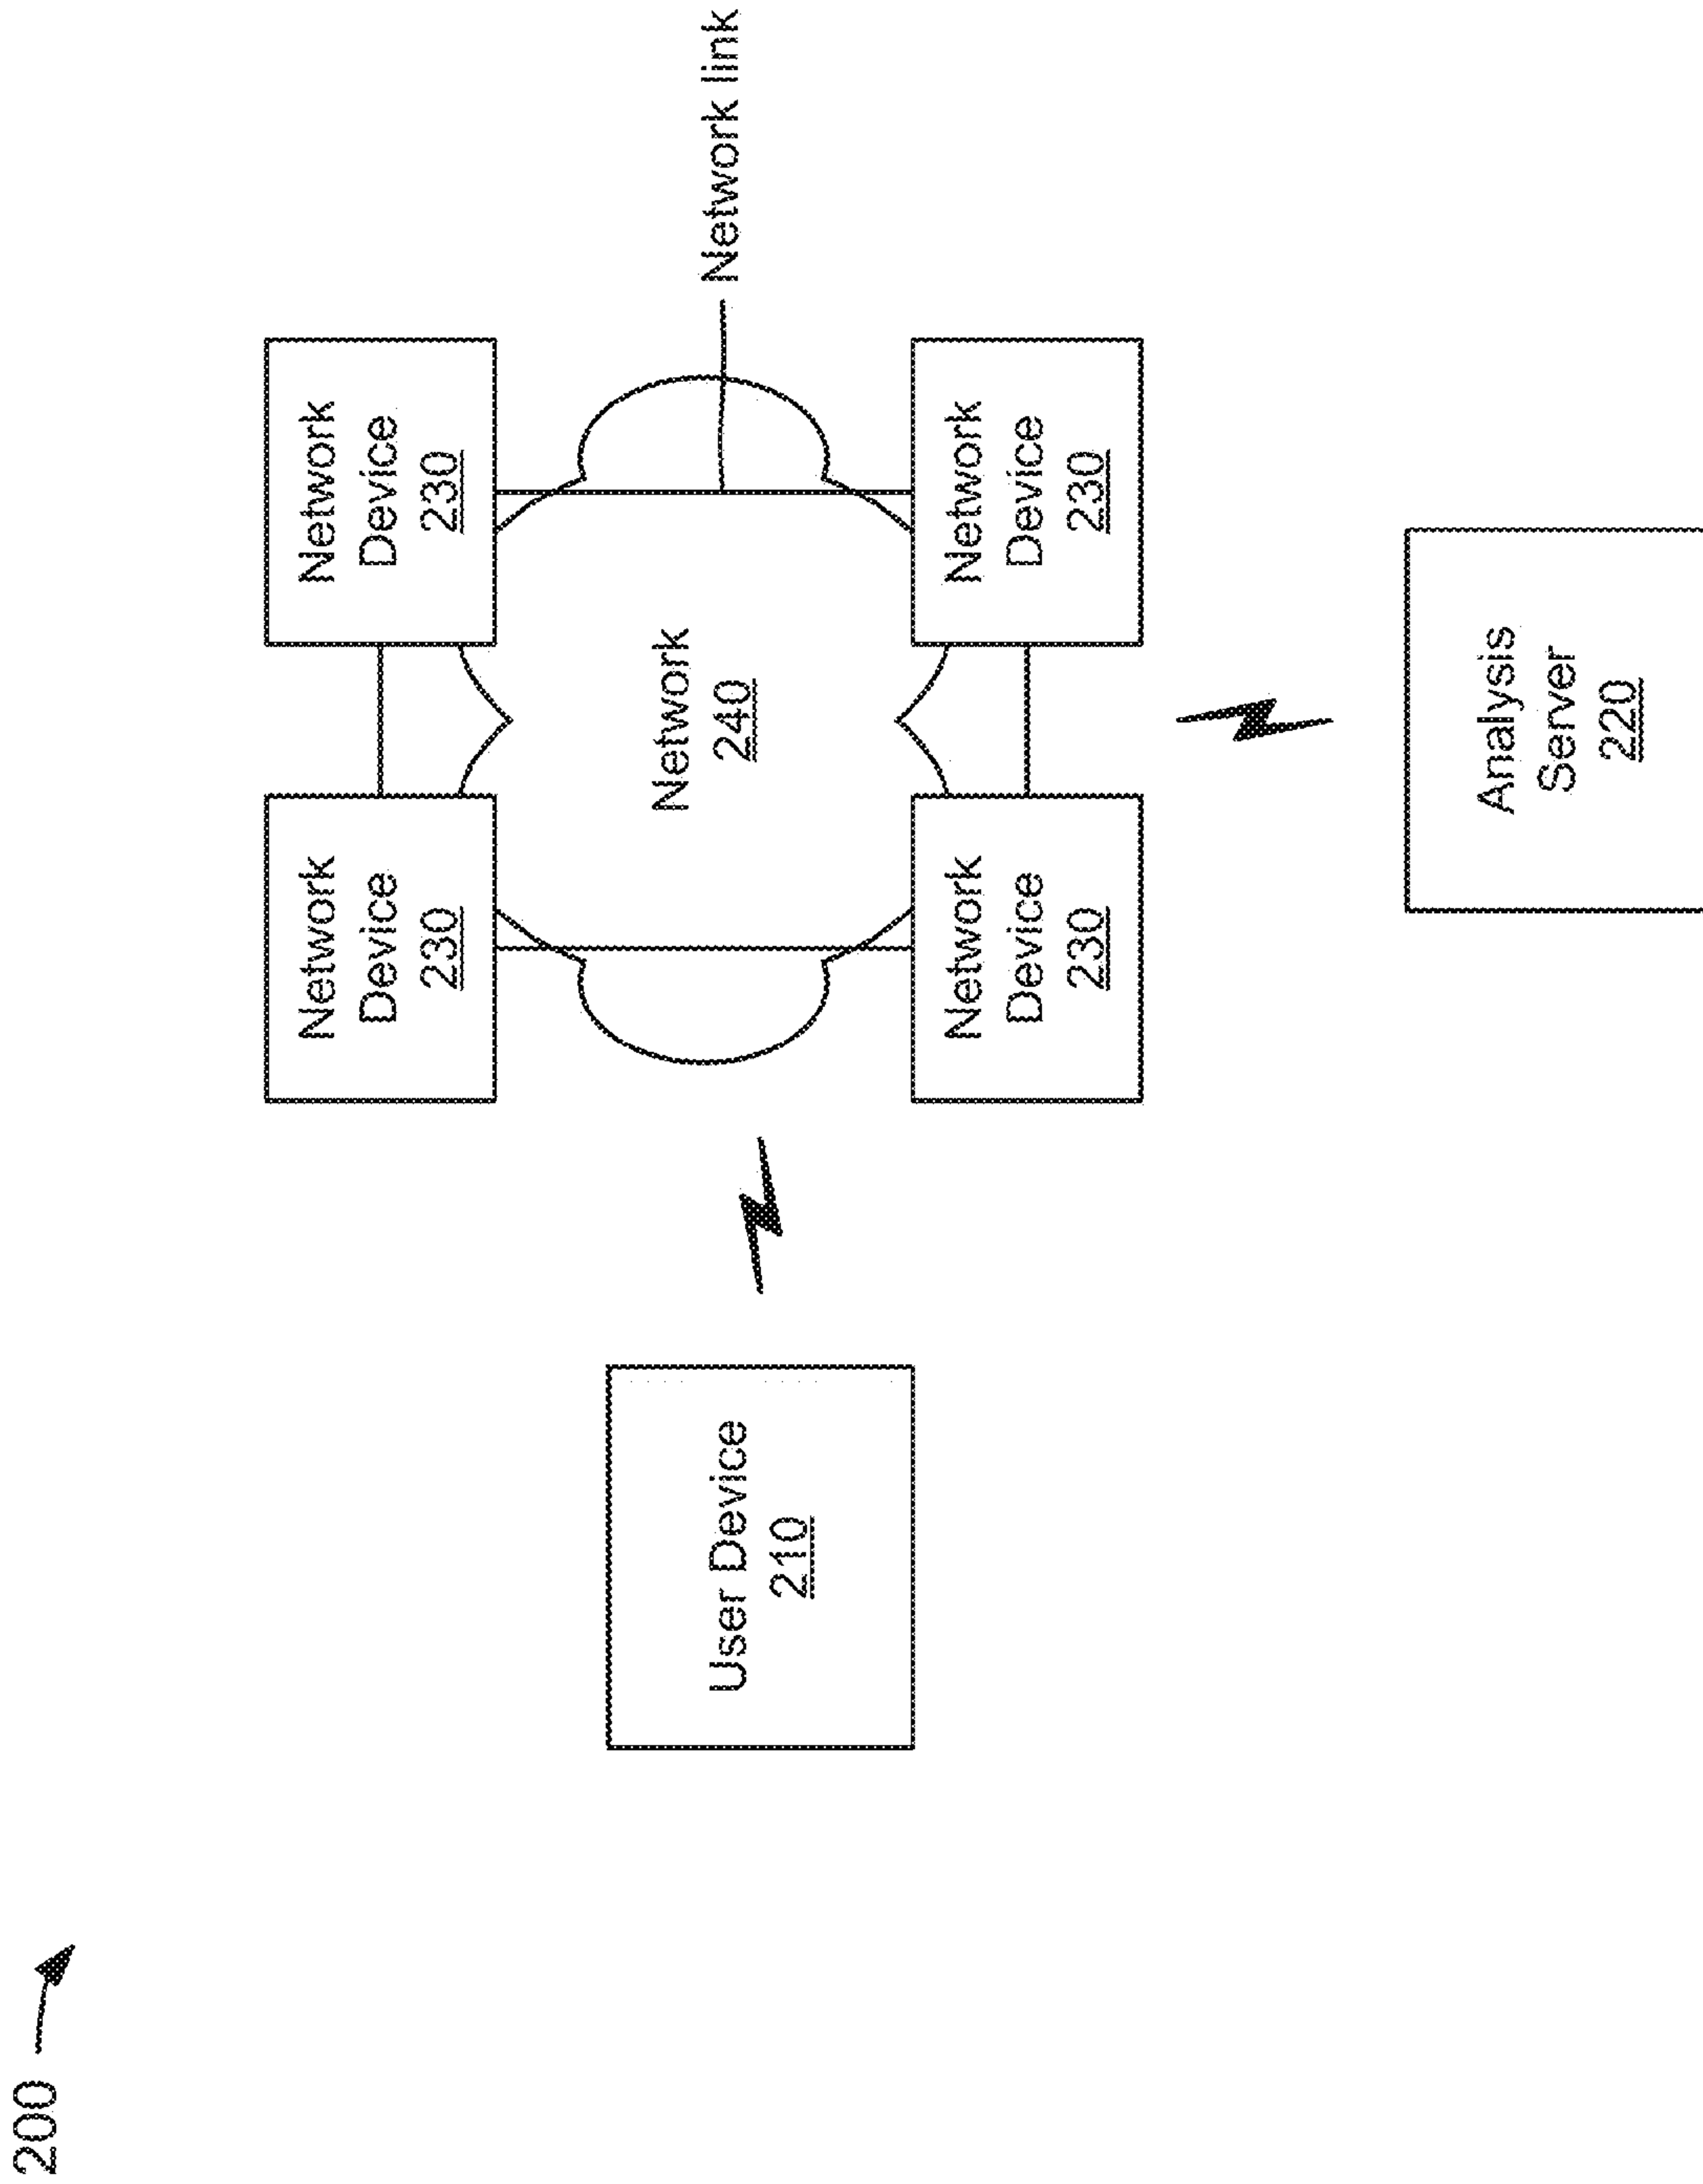 200
Network
Device
230
Network
Device
230
Network
240
Network link
User Device
210
Network
Device
230
Network
Device
230
Analysis
Server
220